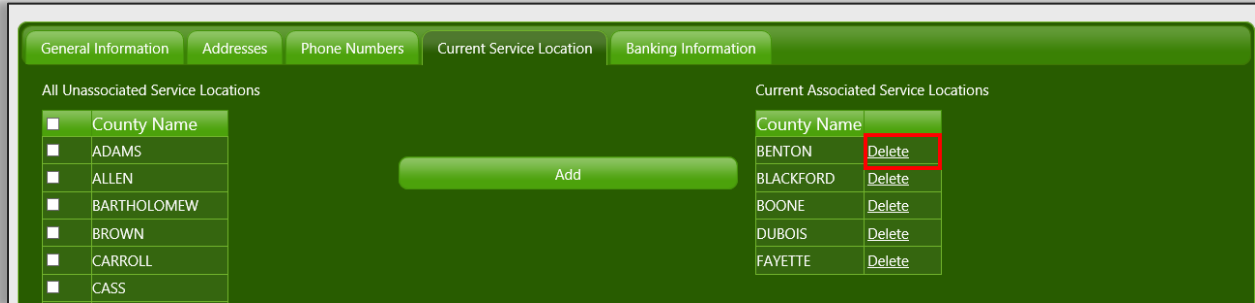 General Information Addresses Phone Numbers Current Service Location Banking Information
All Unassociated Service Locations
County Name
ADAMS
ALLEN
BARTHOLOMEW
BROWN
CARROLL
CASS
Add
Current Associated Service Locations
County Name
BENTON Delete
BLACKFORD Delete
BOONE Delete
DUBOIS Delete
FAYETTE Delete